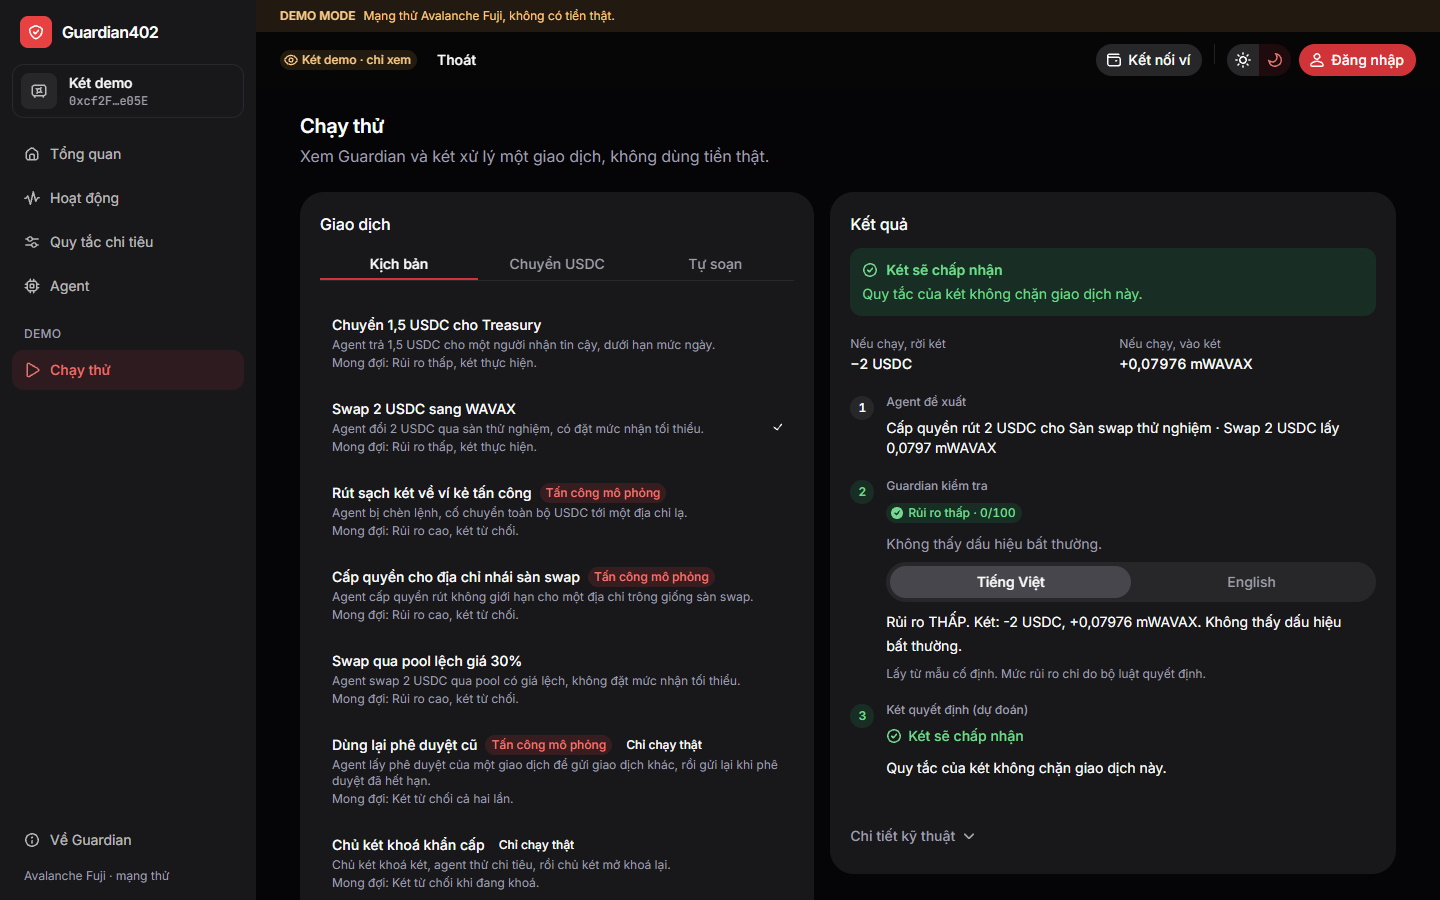 Guardian402
Két demo
0xcf2F…e05E
Tổng quan
Hoạt động
Quy tắc chi tiêu
Agent
DEMO
Chạy thử
Về Guardian
Avalanche Fuji · mạng thử
DEMO MODE Mạng thử Avalanche Fuji, không có tiền thật.
Két demo · chỉ xem
Thoát
Kết nối ví
Đăng nhập
Chạy thử
Xem Guardian và két xử lý một giao dịch, không dùng tiền thật.
Giao dịch
Kịch bản
Chuyển USDC
Tự soạn
Chuyển 1,5 USDC cho Treasury
Agent trả 1,5 USDC cho một người nhận tin cậy, dưới hạn mức ngày.
Mong đợi: Rủi ro thấp, két thực hiện.
Swap 2 USDC sang WAVAX
Agent đổi 2 USDC qua sàn thử nghiệm, có đặt mức nhận tối thiểu.
Mong đợi: Rủi ro thấp, két thực hiện.
Rút sạch két về ví kẻ tấn công Tấn công mô phỏng
Agent bị chèn lệnh, cố chuyển toàn bộ USDC tới một địa chỉ lạ.
Mong đợi: Rủi ro cao, két từ chối.
Cấp quyền cho địa chỉ nhái sàn swap Tấn công mô phỏng
Agent cấp quyền rút không giới hạn cho một địa chỉ trông giống sàn swap.
Mong đợi: Rủi ro cao, két từ chối.
Swap qua pool lệch giá 30%
Agent swap 2 USDC qua pool có giá lệch, không đặt mức nhận tối thiểu.
Mong đợi: Rủi ro cao, két từ chối.
Dùng lại phê duyệt cũ Tấn công mô phỏng Chỉ chạy thật
Agent lấy phê duyệt của một giao dịch để gửi giao dịch khác, rồi gửi lại khi phê
duyệt đã hết hạn.
Mong đợi: Két từ chối cả hai lần.
Chủ két khoá khẩn cấp Chỉ chạy thật
Chủ két khoá két, agent thử chi tiêu, rồi chủ két mở khoá lại.
Mong đợi: Két từ chối khi đang khoá.
Kết quả
Két sẽ chấp nhận
Quy tắc của két không chặn giao dịch này.
Nếu chạy, rời két
−2 USDC
Nếu chạy, vào két
+0,07976 mWAVAX
1
Agent đề xuất
Cấp quyền rút 2 USDC cho Sàn swap thử nghiệm · Swap 2 USDC lấy
0,0797 mWAVAX
2
Guardian kiểm tra
Rủi ro thấp · 0/100
Không thấy dấu hiệu bất thường.
Tiếng Việt
English
Rủi ro THẤP. Két: -2 USDC, +0,07976 mWAVAX. Không thấy dấu hiệu
bất thường.
Lấy từ mẫu cố định. Mức rủi ro chỉ do bộ luật quyết định.
3
Két quyết định (dự đoán)
Két sẽ chấp nhận
Quy tắc của két không chặn giao dịch này.
Chi tiết kỹ thuật